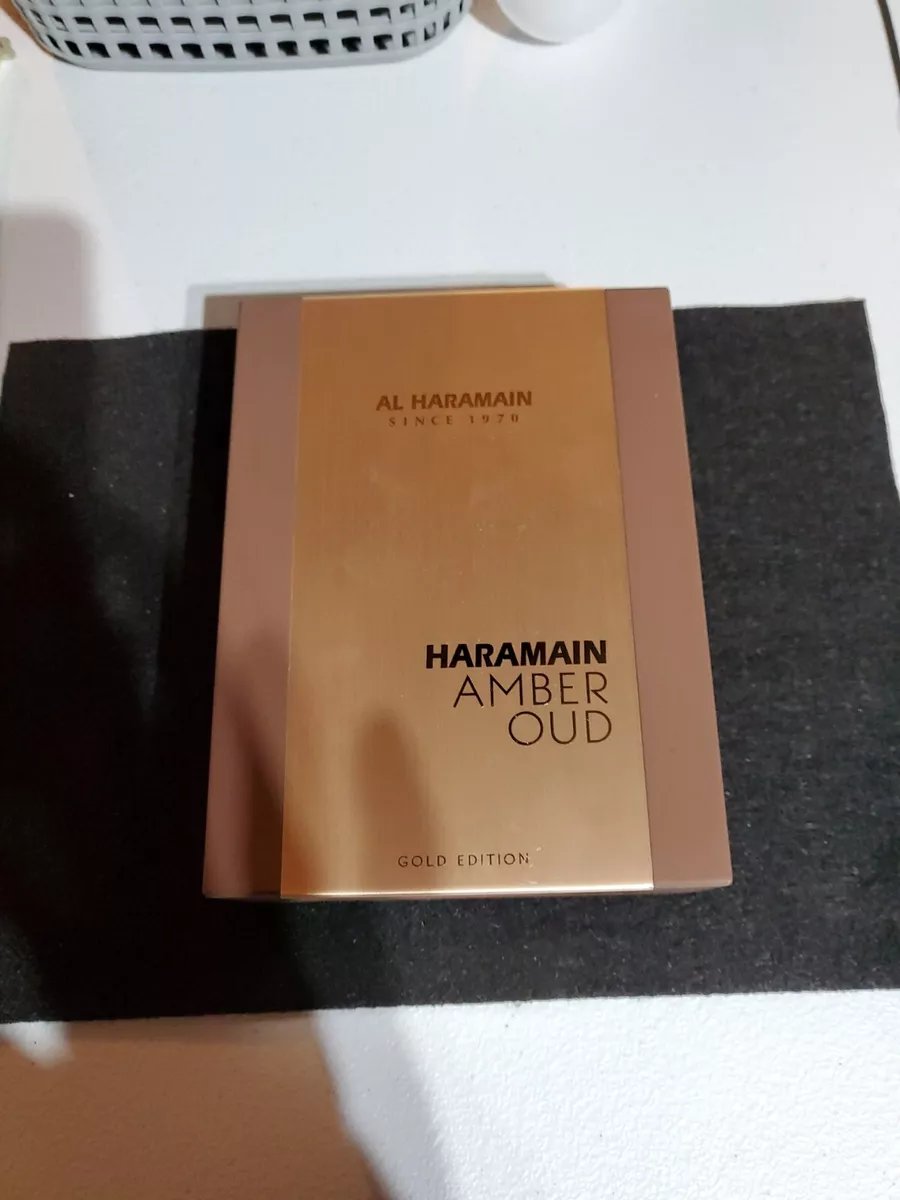 AL HARAMAIN
SINCE 1970
HARAMAIN
AMBER
OUD
GOLD EDITION